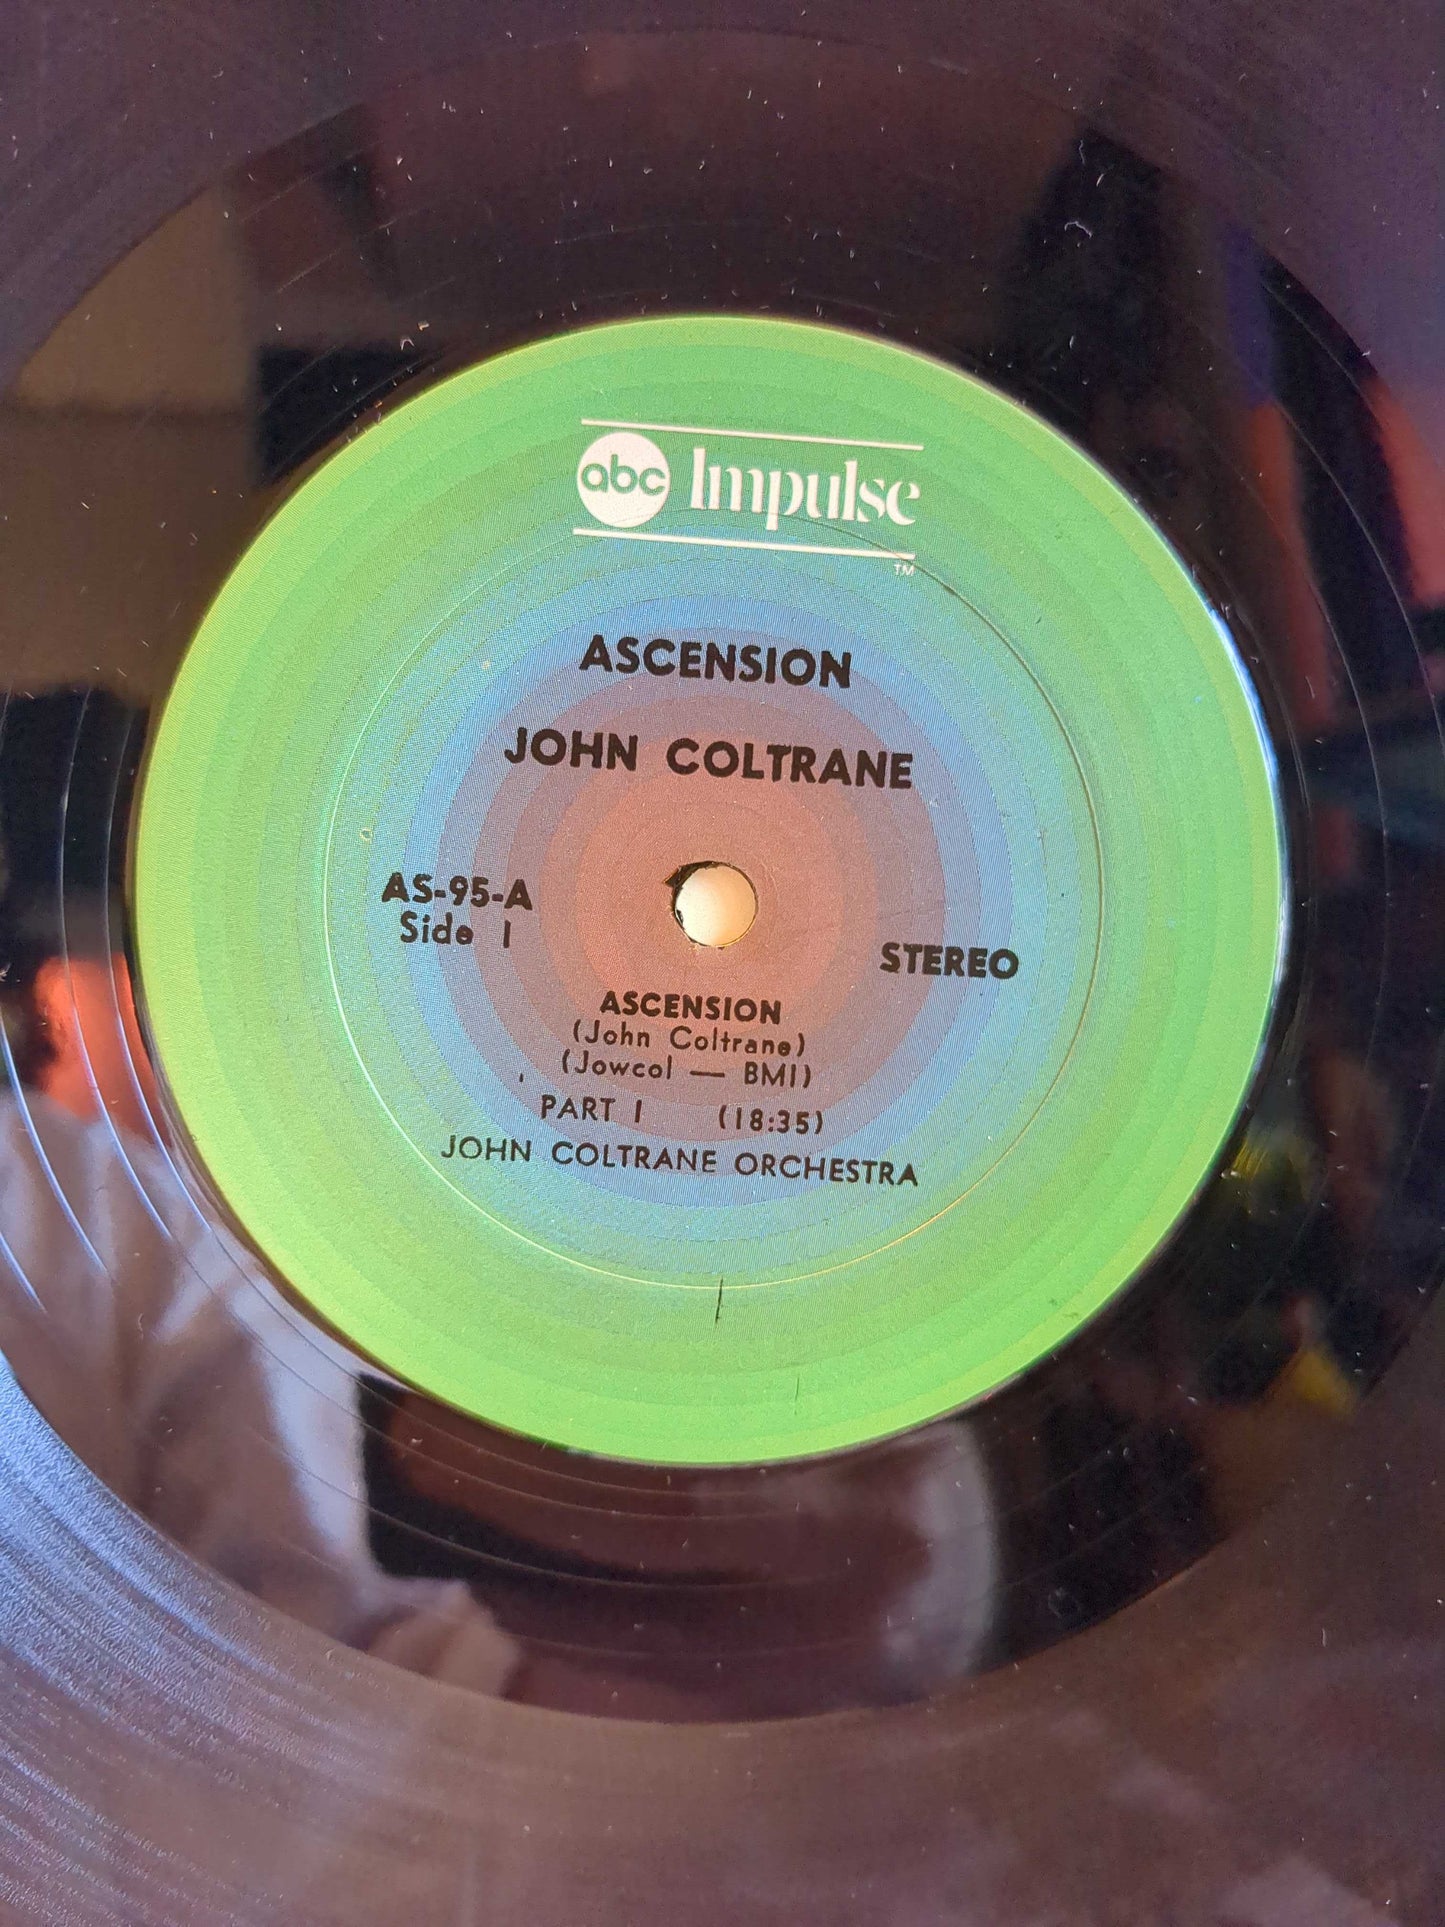 abc Impulse
TM
ASCENSION
JOHN COLTRANE
AS-95-A
Side 1
STEREO
ASCENSION
(John Coltrane)
(Jowcol — BMI)
PART 1 (18:35)
JOHN COLTRANE ORCHESTRA